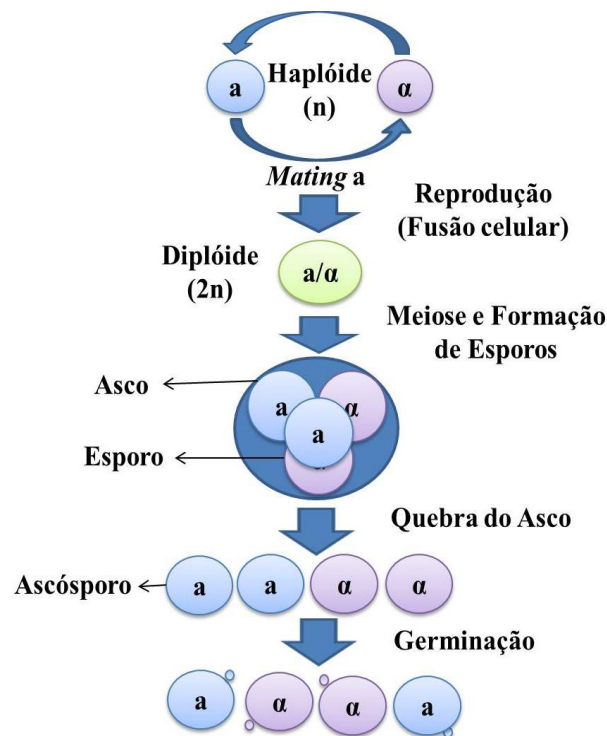 a
Haplóide
(n)
α
Mating a
Reprodução
(Fusão celular)
Diplóide
(2n)
a/α
Meiose e Formação
de Esporos
Asco
a
α
a
Esporo
Quebra do Asco
Ascósporo
a
a
α
α
Germinação
a
α
α
a